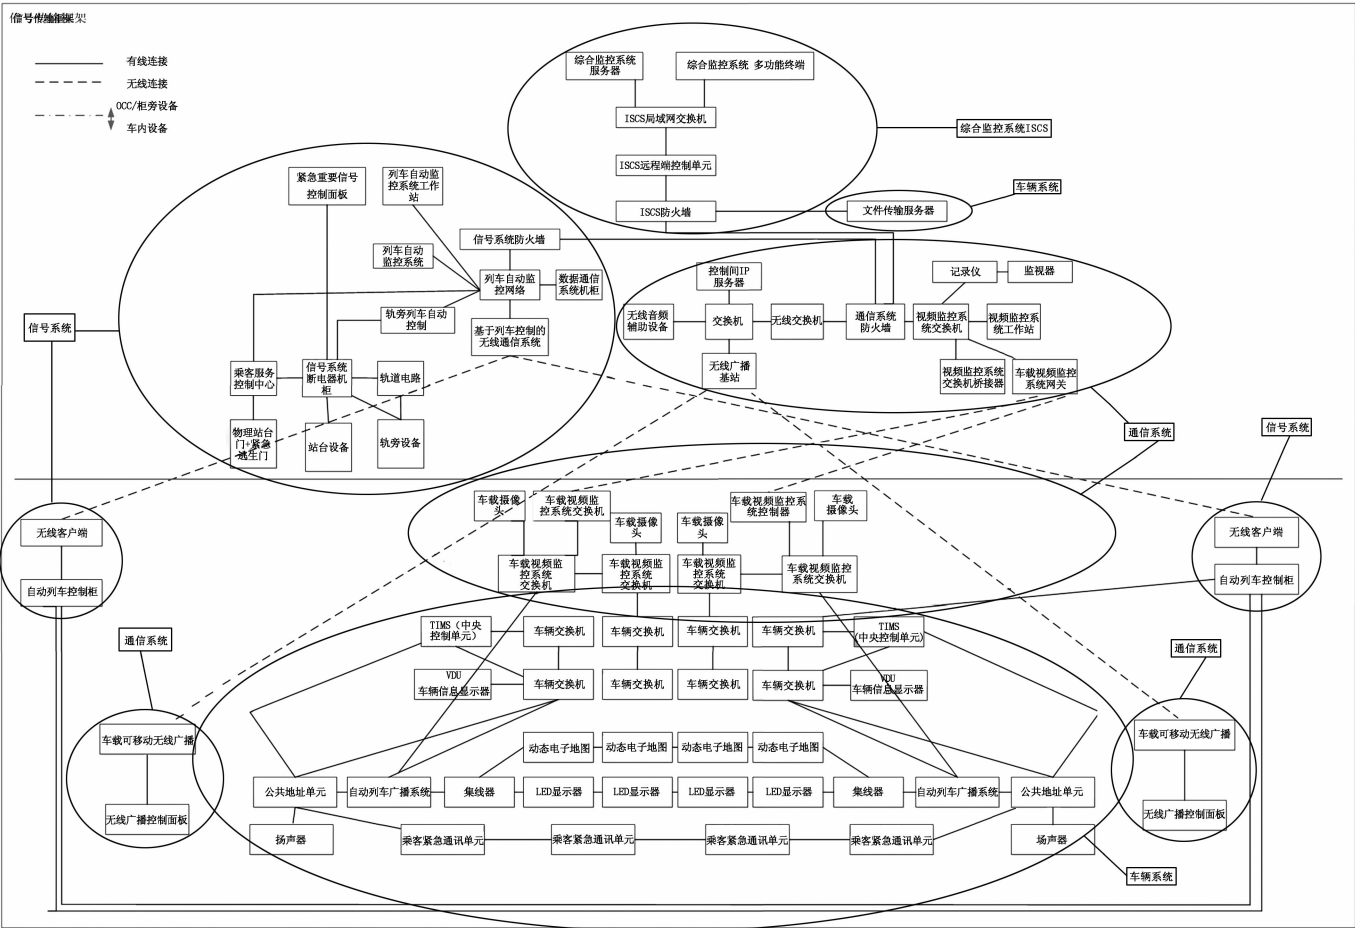 信号传输框架
有线连接
无线连接
OCC/柜旁设备
车内设备
综合监控系统
服务器
综合监控系统 多功能终端
ISCS局域网交换机
综合监控系统ISCS
ISCS远程端控制单元
ISCS防火墙
车辆系统
文件传输服务器
紧急重要信号
控制面板
列车自动监
控系统工作
站
信号系统防火墙
列车自动
监控系统
列车自动监
控网络
数据通信
系统机柜
轨旁列车自动
控制
基于列车控制的
无线通信系统
信号系统
乘客服务
控制中心
信号系统
断电器机
柜
轨道电路
物理站台
门+紧急
逃生门
站台设备
轨旁设备
控制间IP
服务器
记录仪
监视器
无线音频
辅助设备
交换机
无线交换机
通信系统
防火墙
视频监控系
统交换机
视频监控系
统工作站
无线广播
基站
视频监控系统
交换机桥接器
车载视频监控
系统网关
通信系统
信号系统
车载摄像
头
车载视频监
控系统交换机
车载摄像
头
车载摄像
头
车载视频监控系
统控制器
车载
摄像头
无线客户端
无线客户端
车载视频监
控系统
交换机
车载视频监
控系统
交换机
车载视频监
控系统
交换机
车载视频监控
系统交换机
自动列车控制柜
自动列车控制柜
通信系统
TIMS（中央
控制单元）
车辆交换机
车辆交换机
车辆交换机
车辆交换机
TIMS
(中央控制单元)
通信系统
VDU
车辆信息显示器
车辆交换机
车辆交换机
车辆交换机
车辆交换机
VDU
车辆信息显示器
车载可移动无线广播
车载可移动无线广播
动态电子地图
动态电子地图
动态电子地图
动态电子地图
公共地址单元
自动列车广播系统
集线器
LED显示器
LED显示器
LED显示器
LED显示器
集线器
自动列车广播系统
公共地址单元
无线广播控制面板
无线广播控制面板
扬声器
乘客紧急通讯单元
乘客紧急通讯单元
乘客紧急通讯单元
乘客紧急通讯单元
扬声器
车辆系统